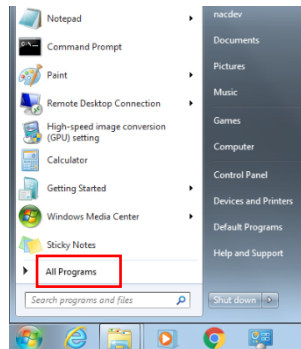 Notepad
Command Prompt
Paint
Remote Desktop Connection
High-speed image conversion
(GPU) setting
Calculator
Getting Started
Windows Media Center
Sticky Notes
All Programs
Search programs and files
nacdev
Documents
Pictures
Music
Games
Computer
Control Panel
Devices and Printers
Default Programs
Help and Support
Shut down